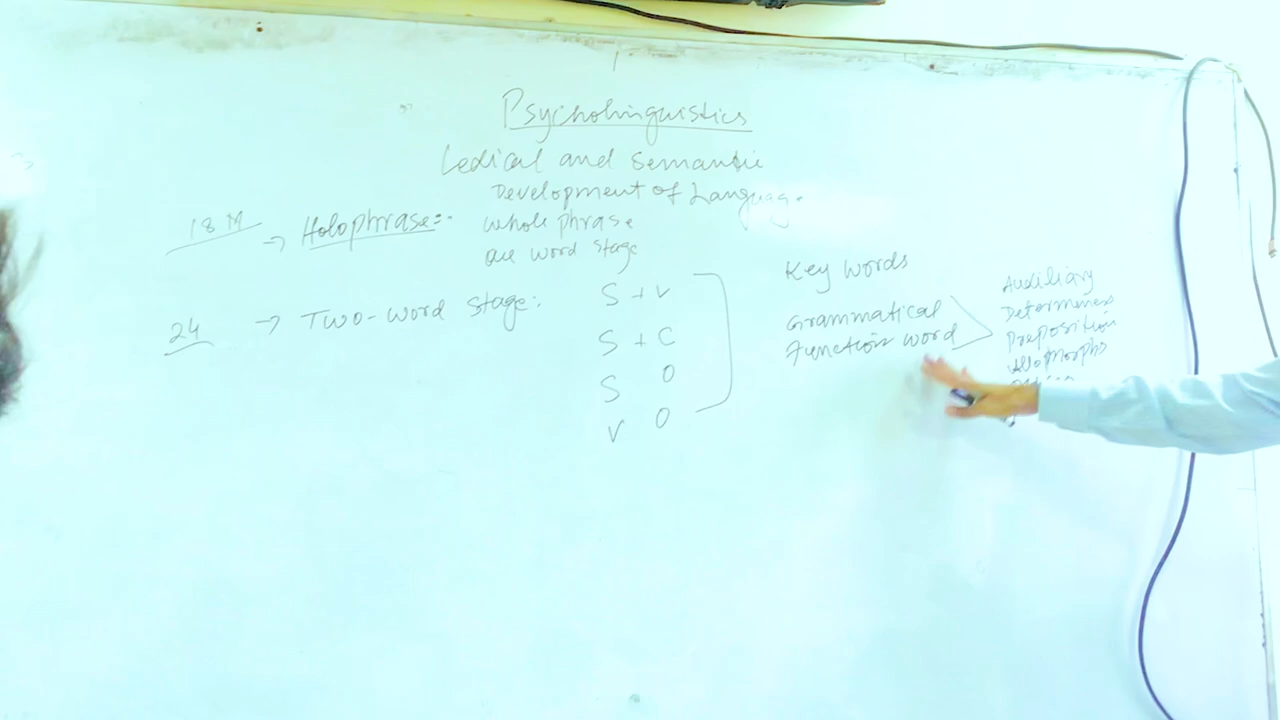 Psycholinguistics
Lexical and semantic
Development of Language.
18 M → Holophrase:- whole phrase
one word stage
24 → Two-word stage:
S + V
S + C
S O
V O
Key words
Grammatical
Function word
Auxiliary
Determiners
Preposition
Allomorphs